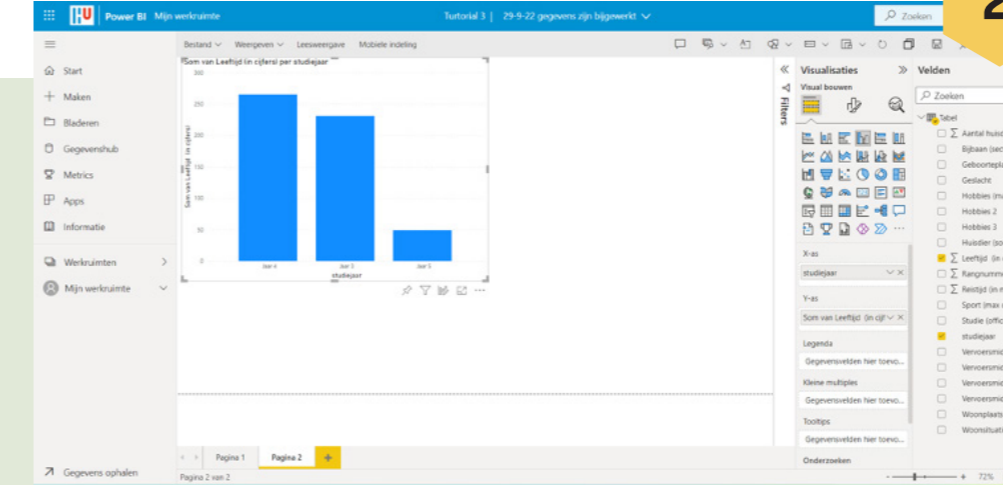 HU Power BI Mijn werkruimte
Turtorial 3 | 29-9-22 gegevens zijn bijgewerkt
Zoeken
2
Bestand Weergeven Leesweergave Mobiele indeling
Start
Maken
Bladeren
Gegevenshub
Metrics
Apps
Informatie
Werkruimten
Mijn werkruimte
Gegevens ophalen
Som van Leeftijd (in cijfers) per studiejaar
300
250
200
150
100
50
0
Som van Leeftijd (in cijfers)
Jaar 4 Jaar 3 Jaar 5
studiejaar
Pagina 1 Pagina 2 +
Pagina 2 van 2
Filters
Visualisaties
Visual bouwen
X-as
studiejaar
Y-as
Som van Leeftijd (in cijf
Legenda
Gegevensvelden hier toevo...
Kleine multiples
Gegevensvelden hier toevo...
Tooltips
Gegevensvelden hier toevo...
Onderzoeken
Velden
Zoeken
Tabel
Aantal huisd
Bijbaan (sec
Geboortepla
Geslacht
Hobbies (ma
Hobbies 2
Hobbies 3
Huisdier (so
Leeftijd (in
Rangnumme
Reistijd (in m
Sport (max
Studie (offic
studiejaar
Vervoersmid
Vervoersmid
Vervoersmid
Vervoersmid
Woonplaats
Woonsituati
72%